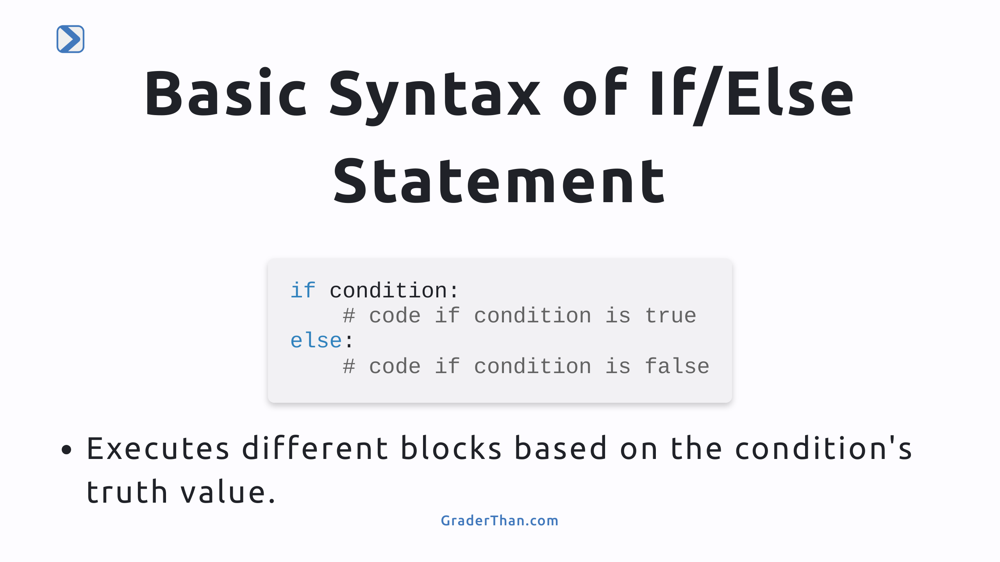 Basic Syntax of If/Else
Statement
if condition:
    # code if condition is true
else:
    # code if condition is false
• Executes different blocks based on the condition's
truth value.
GraderThan.com